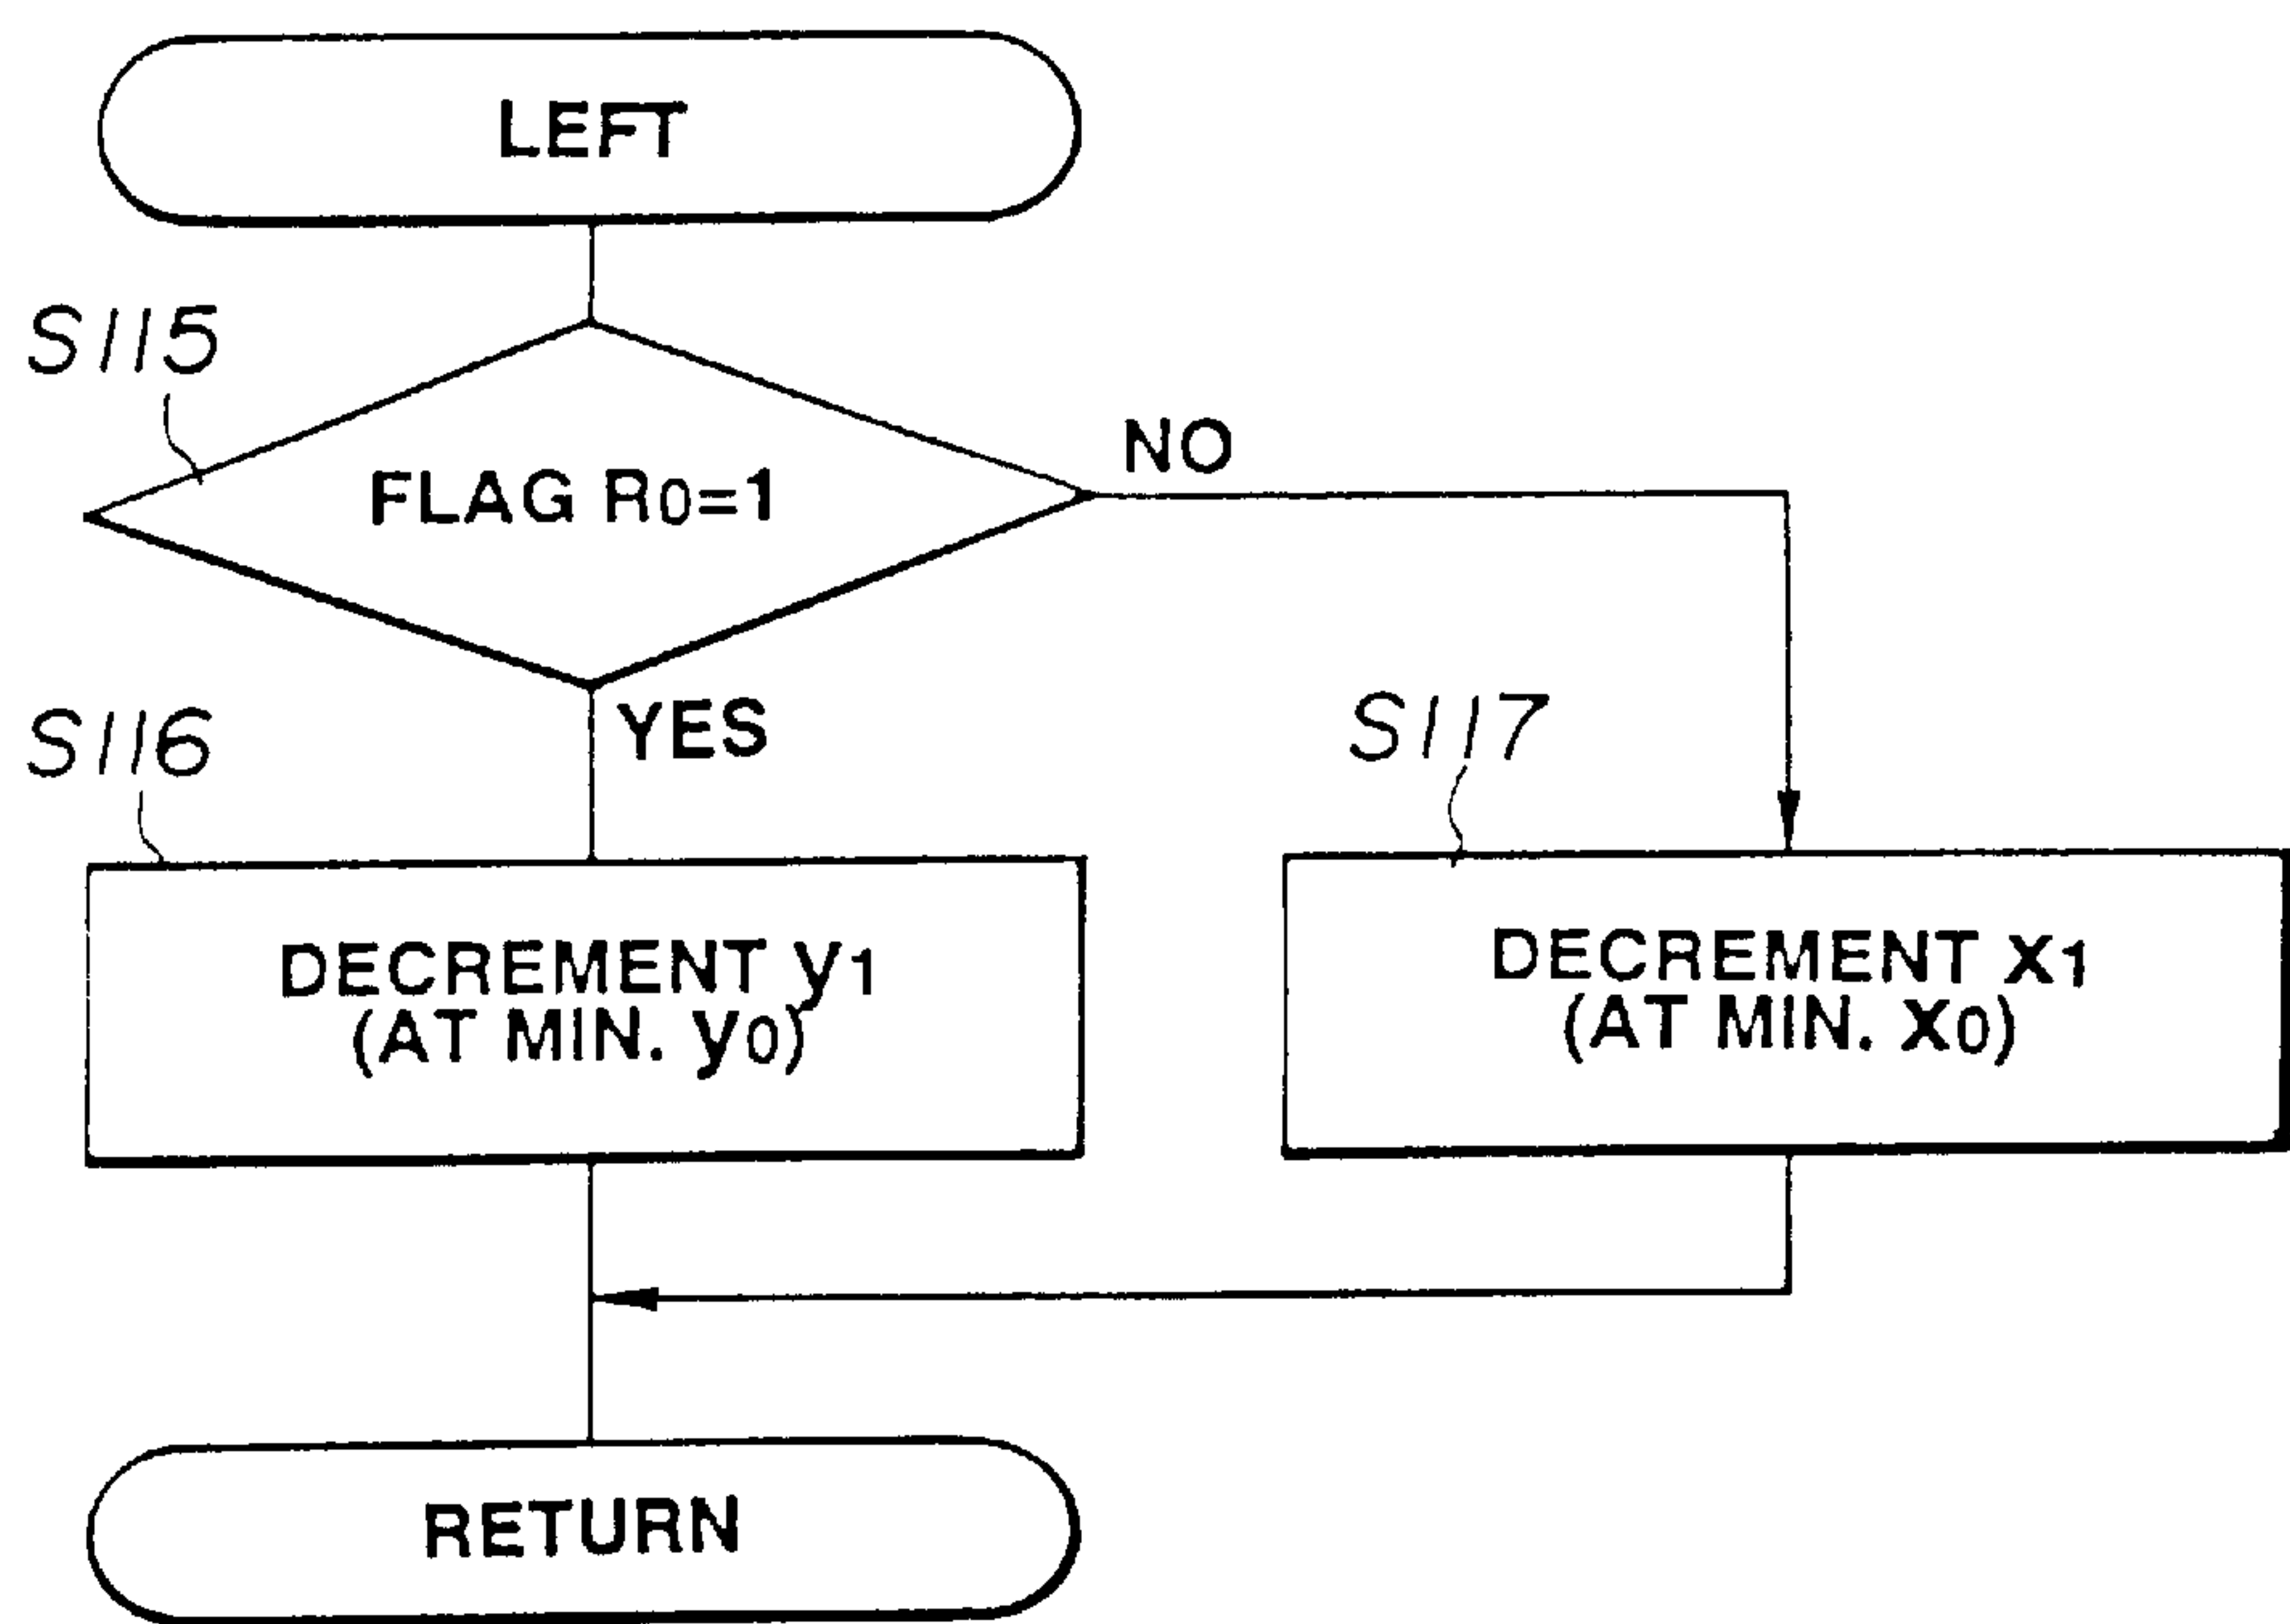 LEFT
S115
FLAG R0=1
NO
YES
S116
S117
DECREMENT y1
(AT MIN. y0)
DECREMENT x1
(AT MIN. x0)
RETURN